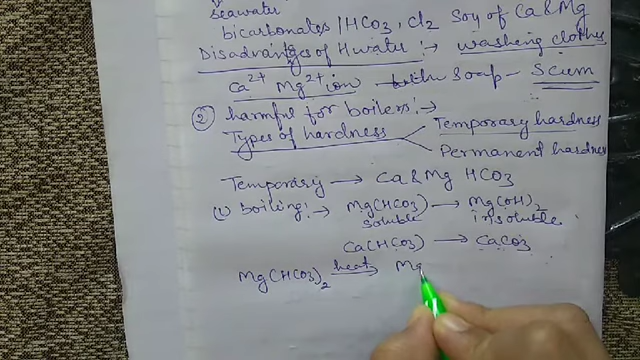 seawater
bicarbonates / HCO3, Cl2 SO4 of Ca & Mg
Disadvantages of H water :→ washing clothes
Ca2+ Mg2+ ion with Soap - Scum
② harmful for boilers :→
Types of hardness Temporary hardness
Permanent hardness
Temporary → Ca & Mg HCO3
(1) boiling :→ Mg(HCO3) → Mg(OH)2
soluble insoluble
Ca(HCO3) → CaCO3
Mg(HCO3)2 heat→ Mg